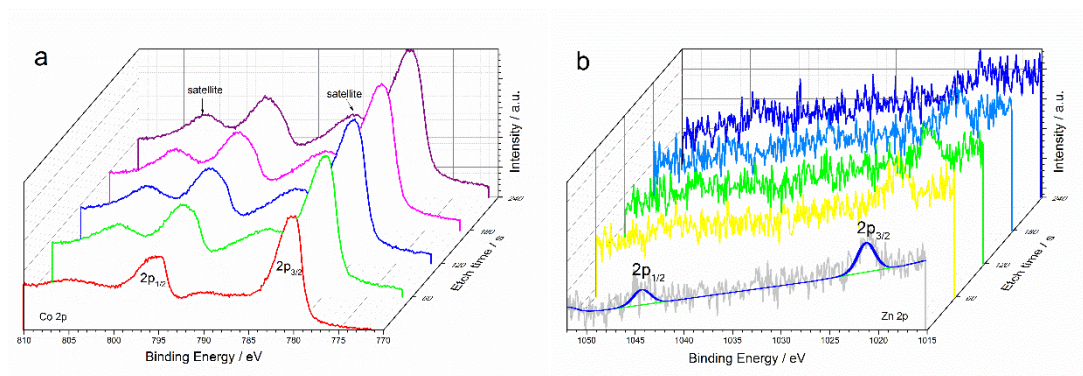 a
satellite
satellite
2p1/2
2p3/2
Co 2p
810
805
800
795
790
785
780
775
770
Binding Energy / eV
60
120
180
240
Etch time / s
Intensity / a.u.
b
2p1/2
2p3/2
Zn 2p
1050
1045
1040
1035
1030
1025
1020
1015
Binding Energy / eV
60
120
180
240
Etch time / s
Intensity / a.u.